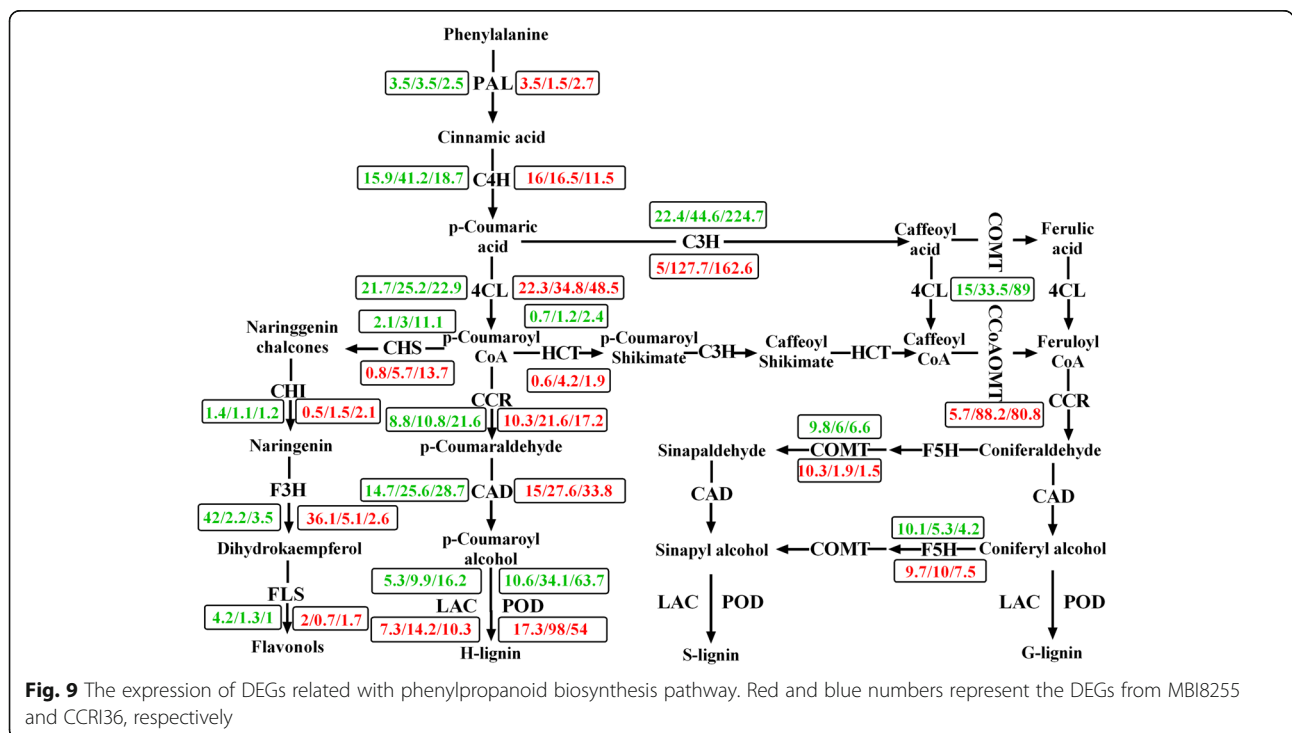 Phenylalanine
3.5/3.5/2.5 PAL 3.5/1.5/2.7
Cinnamic acid
15.9/41.2/18.7 C4H 16/16.5/11.5
p-Coumaric
acid
22.4/44.6/224.7
C3H
5/127.7/162.6
Caffeoyl
acid
COMT
Ferulic
acid
21.7/25.2/22.9 4CL 22.3/34.8/48.5
4CL 15/33.5/89 4CL
2.1/3/11.1
0.7/1.2/2.4
Naringgenin
chalcones
CHS
0.8/5.7/13.7
p-Coumaroyl
CoA
HCT
0.6/4.2/1.9
p-Coumaroyl
Shikimate
C3H
Caffeoyl
Shikimate
HCT
Caffeoyl
CoA
CCoAOMT
Feruloyl
CoA
CHI
1.4/1.1/1.2 0.5/1.5/2.1
CCR
8.8/10.8/21.6 10.3/21.6/17.2
5.7/88.2/80.8 CCR
Naringenin
p-Coumaraldehyde
Sinapaldehyde
9.8/6/6.6
COMT
10.3/1.9/1.5
F5H
Coniferaldehyde
F3H
42/2.2/3.5 36.1/5.1/2.6
14.7/25.6/28.7 CAD 15/27.6/33.8
CAD
CAD
Dihydrokaempferol
p-Coumaroyl
alcohol
Sinapyl alcohol
COMT
10.1/5.3/4.2
F5H
9.7/10/7.5
Coniferyl alcohol
FLS
4.2/1.3/1 2/0.7/1.7
5.3/9.9/16.2 10.6/34.1/63.7
LAC POD
7.3/14.2/10.3 17.3/98/54
LAC POD
LAC POD
Flavonols
H-lignin
S-lignin
G-lignin
Fig. 9 The expression of DEGs related with phenylpropanoid biosynthesis pathway. Red and blue numbers represent the DEGs from MBI8255
and CCRI36, respectively